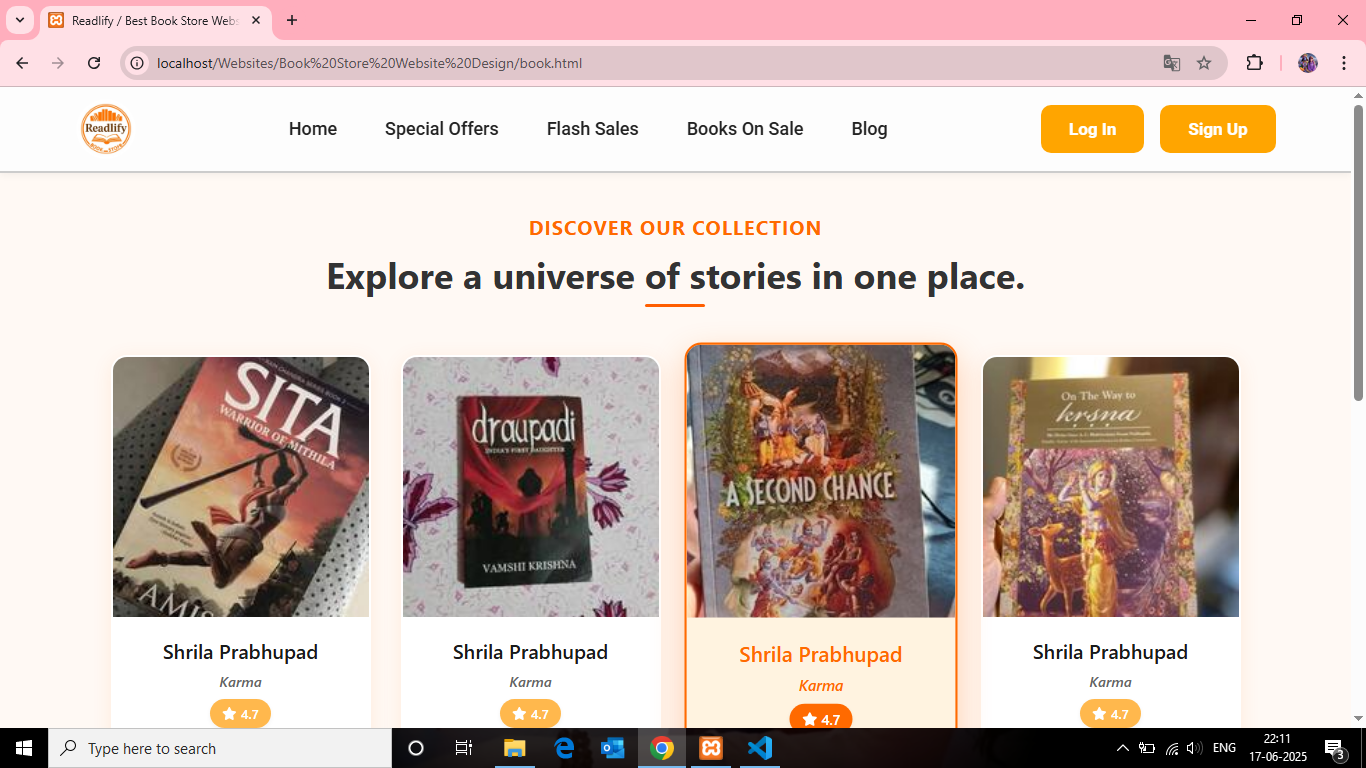 Readlify / Best Book Store Webs
localhost/Websites/Book%20Store%20Website%20Design/book.html
Readlify
BOOK STORE
Home
Special Offers
Flash Sales
Books On Sale
Blog
Log In
Sign Up
DISCOVER OUR COLLECTION
Explore a universe of stories in one place.
SITA
WARRIOR OF MITHILA
draupadi
INDIA'S FIRST DAUGHTER
VAMSHI KRISHNA
A SECOND CHANCE
On The Way to
krsna
Shrila Prabhupad
Karma
4.7
Shrila Prabhupad
Karma
4.7
Shrila Prabhupad
Karma
4.7
Shrila Prabhupad
Karma
4.7
Type here to search
ENG
22:11
17-06-2025
3